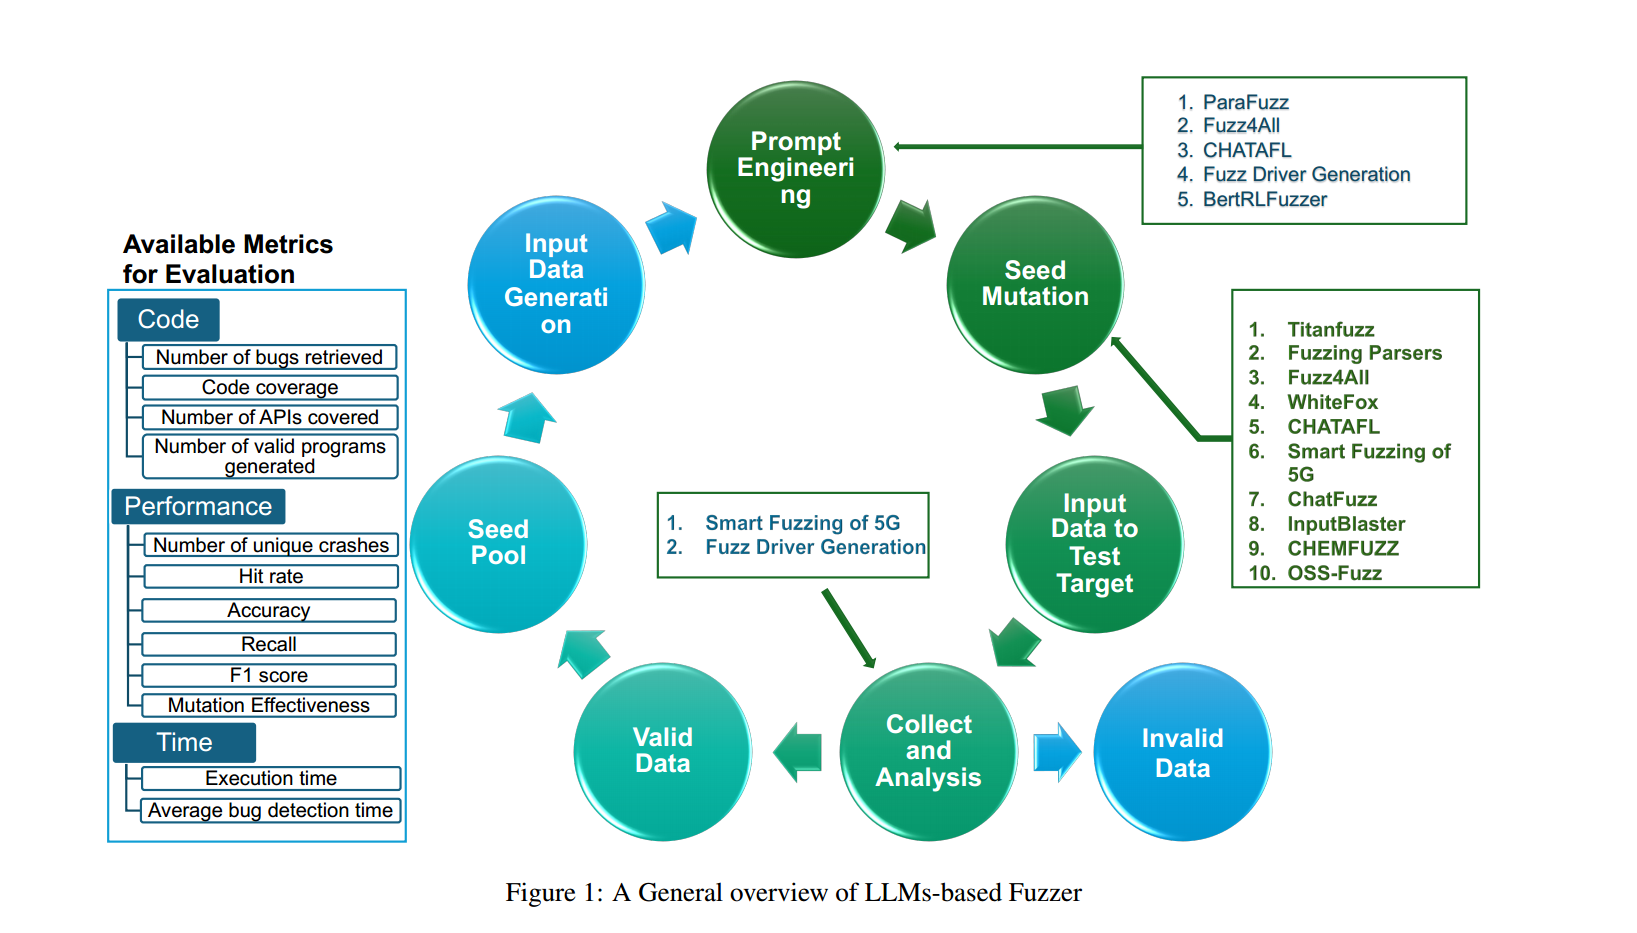 Prompt
Engineeri
ng
1. ParaFuzz
2. Fuzz4All
3. CHATAFL
4. Fuzz Driver Generation
5. BertRLFuzzer
Input
Data
Generati
on
Seed
Mutation
Available Metrics
for Evaluation
Code
Number of bugs retrieved
Code coverage
Number of APIs covered
Number of valid programs
generated
Performance
Number of unique crashes
Hit rate
Accuracy
Recall
F1 score
Mutation Effectiveness
Time
Execution time
Average bug detection time
1. Titanfuzz
2. Fuzzing Parsers
3. Fuzz4All
4. WhiteFox
5. CHATAFL
6. Smart Fuzzing of
5G
7. ChatFuzz
8. InputBlaster
9. CHEMFUZZ
10. OSS-Fuzz
Seed
Pool
1. Smart Fuzzing of 5G
2. Fuzz Driver Generation
Input
Data to
Test
Target
Valid
Data
Collect
and
Analysis
Invalid
Data
Figure 1: A General overview of LLMs-based Fuzzer